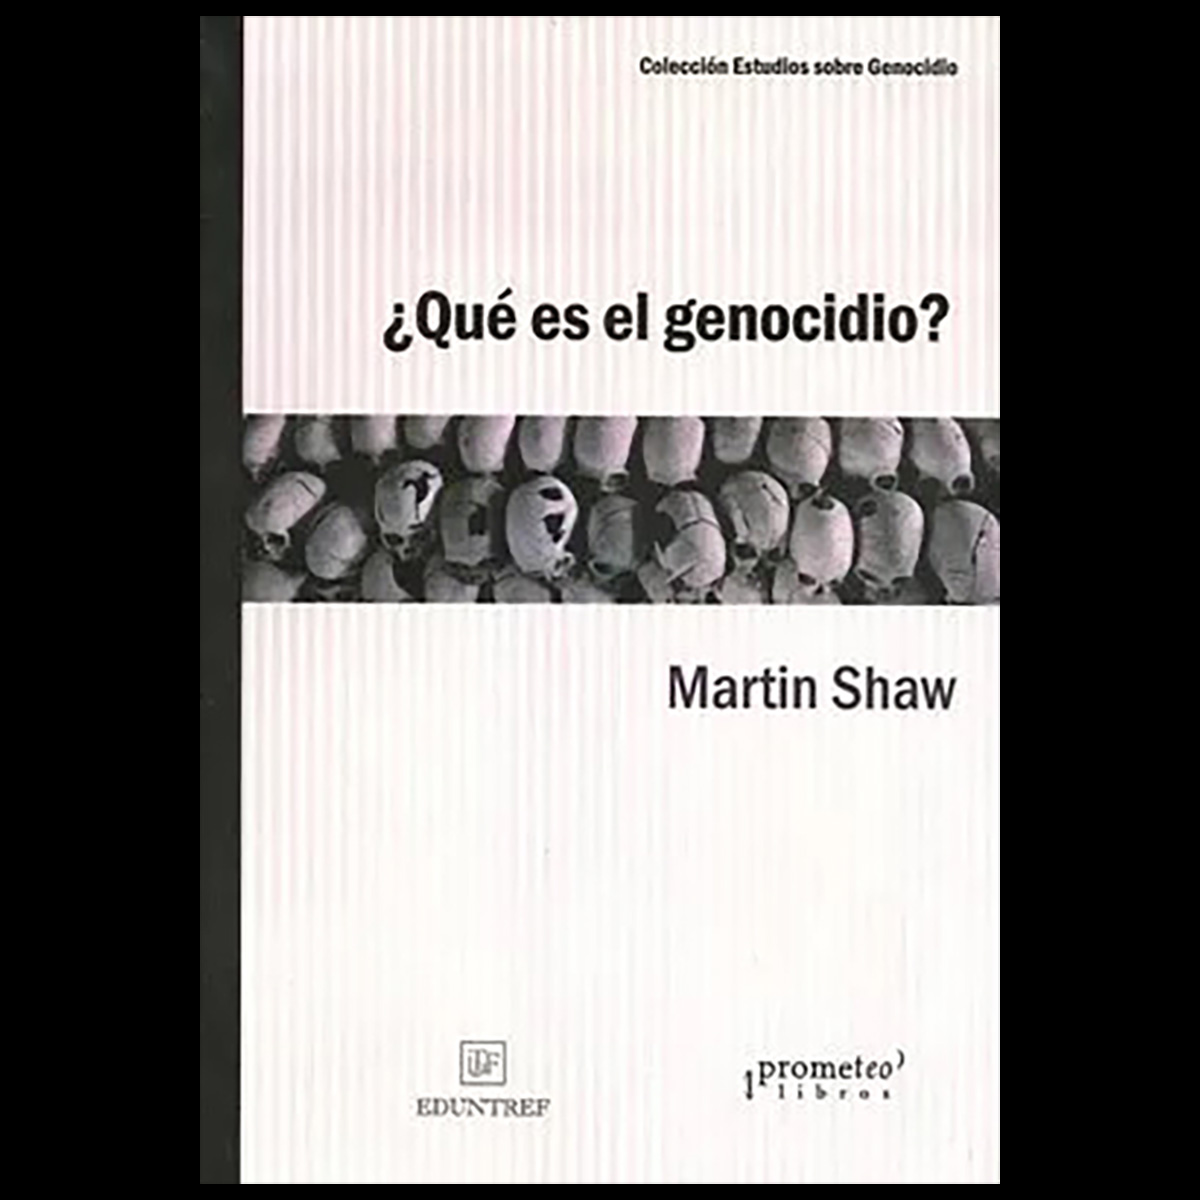 Colección Estudios sobre Genocidio
¿Qué es el genocidio?
Martin Shaw
EDUNTREF
prometeo
libros